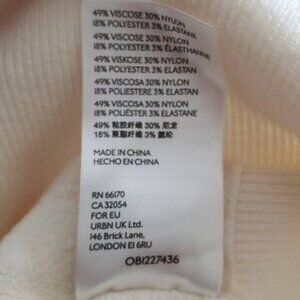 49% VISCOSE 30% NYLON
18% POLYESTER 3% ELASTANE
49% VISCOSE 30% NYLON
18% POLYESTER 3% ÉLASTHANNE
49% VISKOSE 30% NYLON
18% POLYESTER 3% ELASTAN
49% VISCOSA 30% NYLON
18% POLIESTERE 3% ELASTAN
49% VISCOSA 30% NYLON
18% POLIÉSTER 3% ELASTANO
49% 粘胶纤维 30% 尼龙
18% 聚酯纤维 3% 氨纶
MADE IN CHINA
HECHO EN CHINA
RN 66170
CA 32054
FOR EU
URBN UK Ltd.
146 Brick Lane,
LONDON E1 6RU
OB1227436